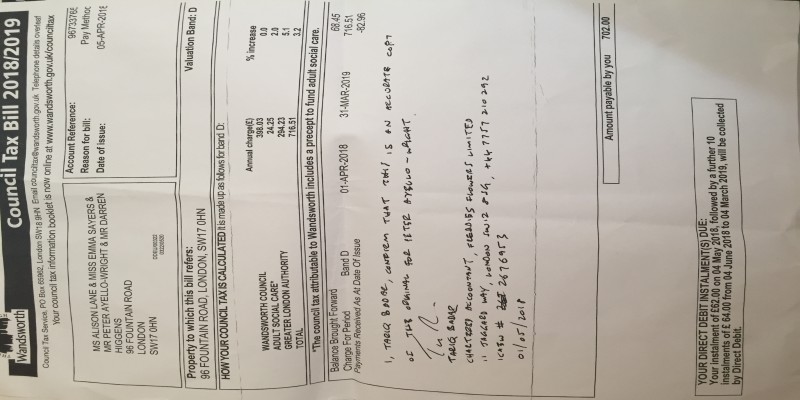 Wandsworth
Council Tax Bill 2018/2019
Council Tax Service, PO Box 65962, London SW18 9HN Email counciltax@wandsworth.gov.uk Telephone details overleaf
Your council tax information booklet is now online at www.wandsworth.gov.uk/counciltax
MS ALISON LANE & MISS EMMA SAYERS &
MR PETER AYELLO-WRIGHT & MR DARREN
HIGGENS
96 FOUNTAIN ROAD
LONDON
SW17 0HN
Account Reference:
Reason for bill: Pay Method
Date of Issue: 05-APR-2018
Property to which this bill refers: Valuation Band: D
96 FOUNTAIN ROAD, LONDON, SW17 0HN
HOW YOUR COUNCIL TAX IS CALCULATED It is made up as follows for band D:
Annual charge(£) % increase
WANDSWORTH COUNCIL 398.03 0.0
ADULT SOCIAL CARE* 24.25 2.0
GREATER LONDON AUTHORITY 294.23 5.1
TOTAL 716.51 3.2
*The council tax attributable to Wandsworth includes a precept to fund adult social care.
Balance Brought Forward 68.45
Charge For Period Band D 01-APR-2018 31-MAR-2019 716.51
Payments Received As At Date Of Issue -82.96
I, TARIQ BADAR, CONFIRM THAT THIS IS AN ACCURATE COPY
OF THE ORIGINAL FOR PETER AYELLO-WRIGHT.
TARIQ BADAR
CHARTERED ACCOUNTANT, FLOWERS LIMITED
11 TAGGARD WAY, LONDON +44 7757 210 292
ICAEW # 2676953
01/05/2018
Amount payable by you 702.00
YOUR DIRECT DEBIT INSTALMENT(S) DUE:
Your instalment of £62.00 on 04 May 2018, followed by a further 10
instalments of £ 64.00 from 04 June 2018 to 04 March 2019, will be collected
by Direct Debit.